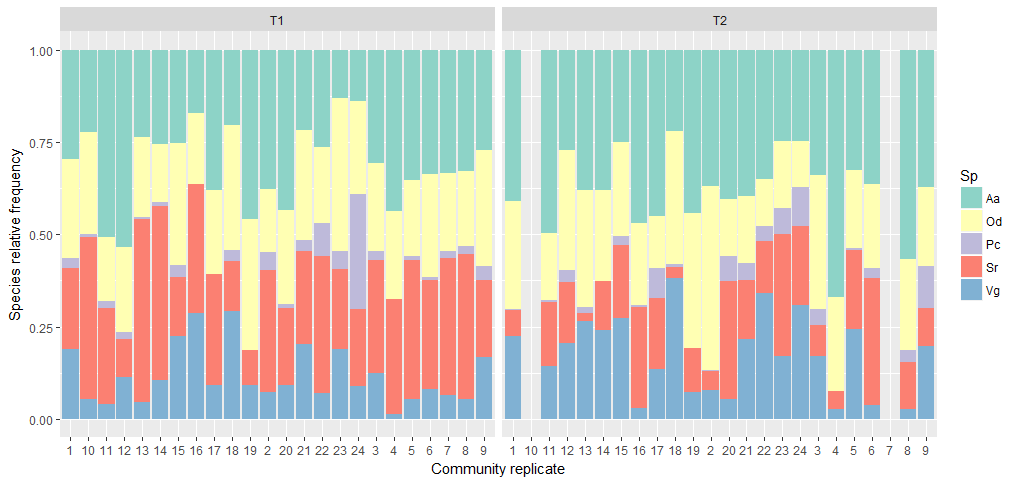 T1 T2
Species relative frequency
1.00
0.75
0.50
0.25
0.00
1 10 11 12 13 14 15 16 17 18 19 2 20 21 22 23 24 3 4 5 6 7 8 9
1 10 11 12 13 14 15 16 17 18 19 2 20 21 22 23 24 3 4 5 6 7 8 9
Community replicate
Sp
Aa
Od
Pc
Sr
Vg